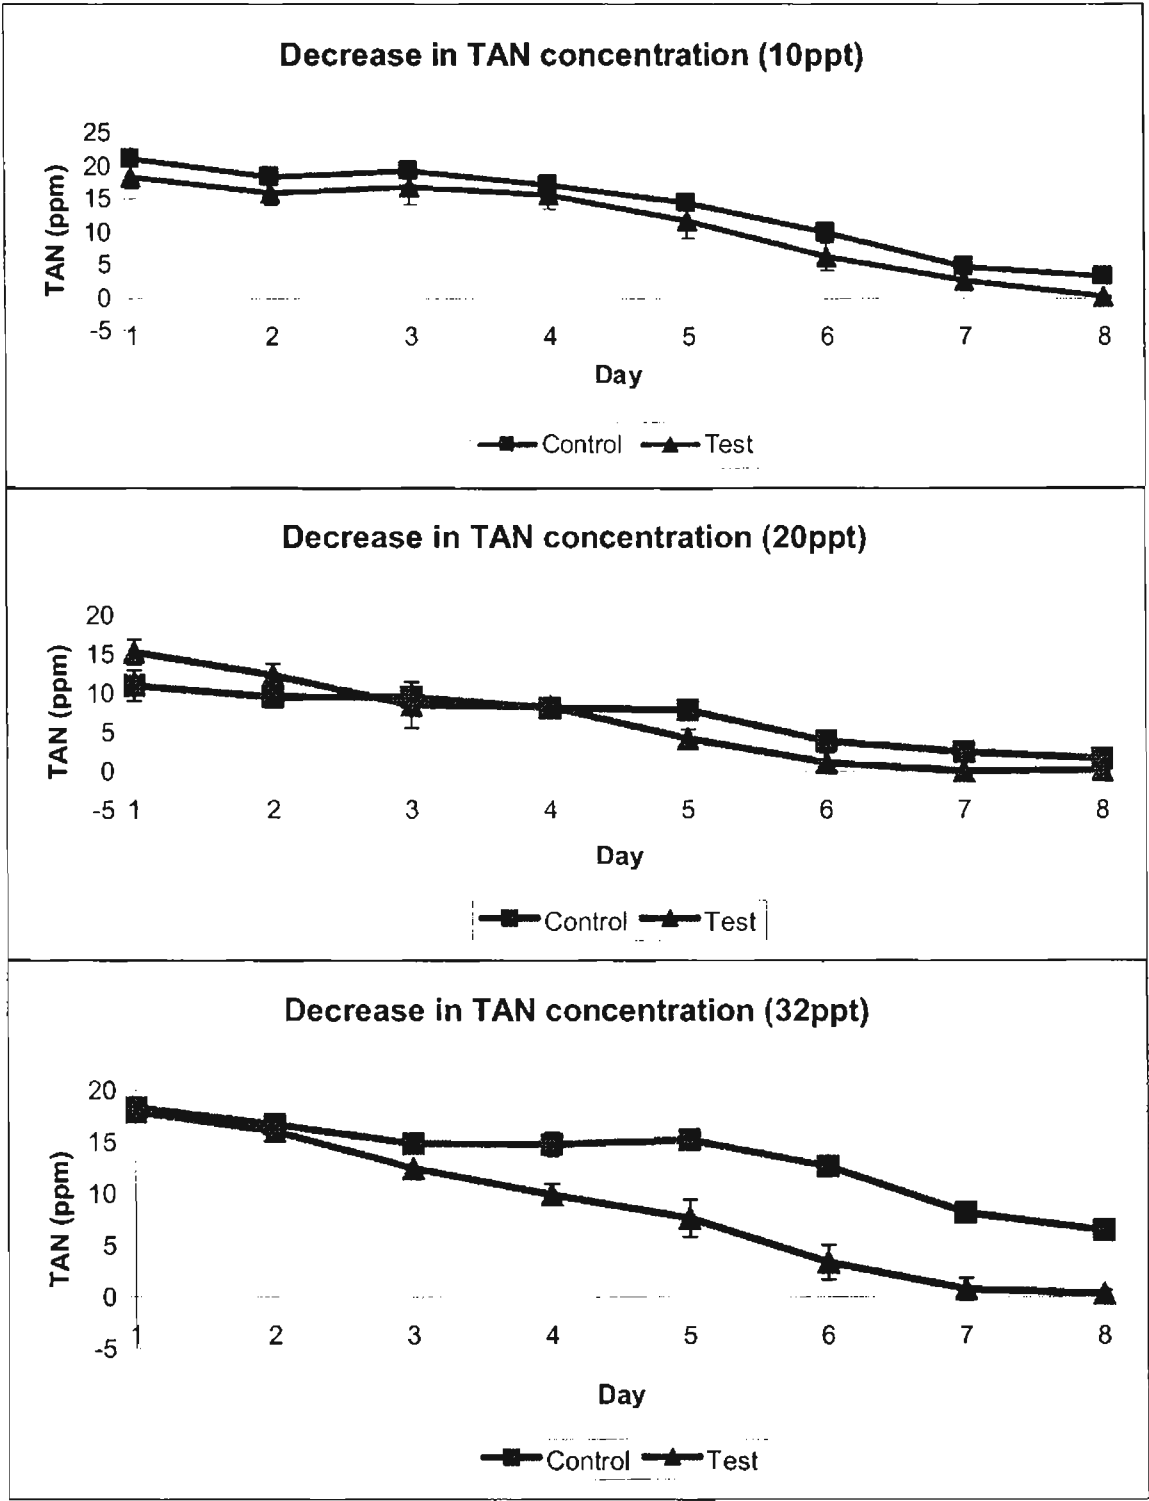 Decrease in TAN concentration (10ppt)
25
20
15
10
5
0
-5
TAN (ppm)
1 2 3 4 5 6 7 8
Day
Control Test
Decrease in TAN concentration (20ppt)
20
15
10
5
0
-5
TAN (ppm)
1 2 3 4 5 6 7 8
Day
Control Test
Decrease in TAN concentration (32ppt)
20
15
10
5
0
-5
TAN (ppm)
1 2 3 4 5 6 7 8
Day
Control Test